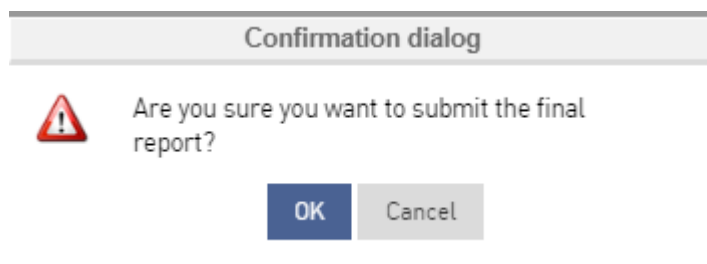 Confirmation dialog
Are you sure you want to submit the final
report?
OK Cancel